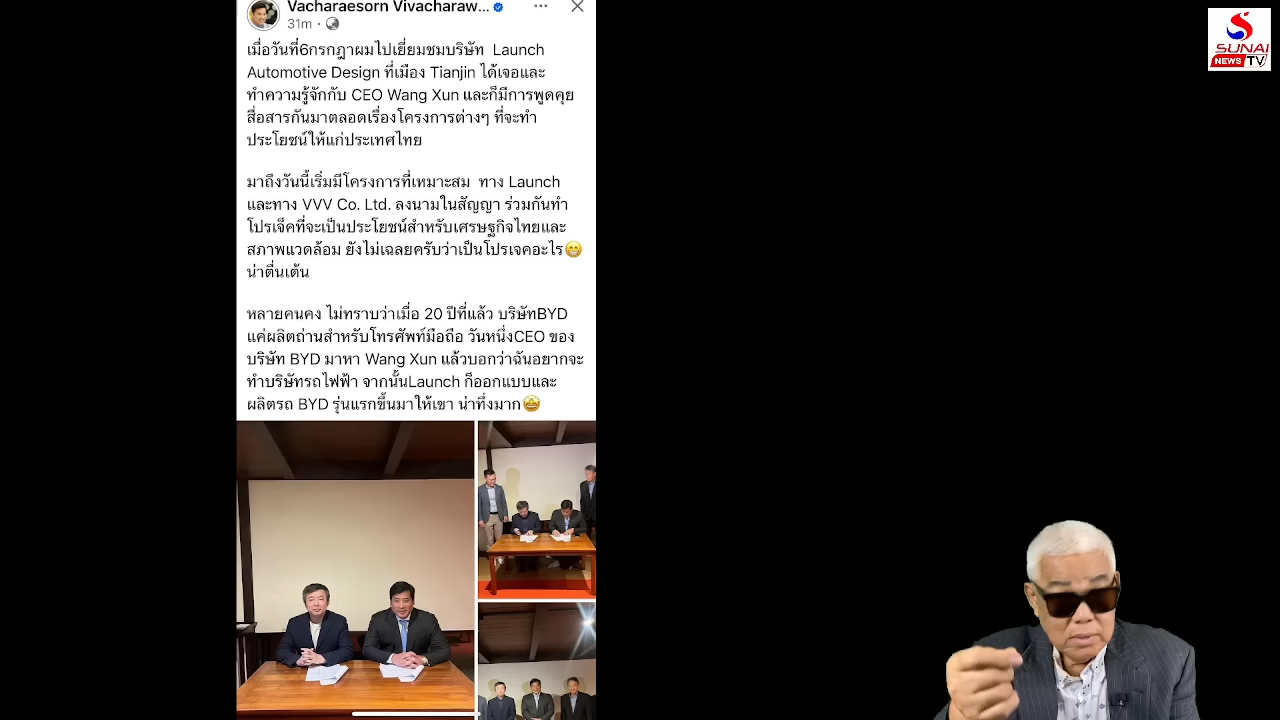 Vacharaesorn Vivacharaw...
31m
เมื่อวันที่6กรกฎาผมไปเยี่ยมชมบริษัท Launch
Automotive Design ที่เมือง Tianjin ได้เจอและ
ทำความรู้จักกับ CEO Wang Xun และก็มีการพูดคุย
สื่อสารกันมาตลอดเรื่องโครงการต่างๆ ที่จะทำ
ประโยชน์ให้แก่ประเทศไทย
มาถึงวันนี้เริ่มมีโครงการที่เหมาะสม ทาง Launch
และทาง VVV Co. Ltd. ลงนามในสัญญา ร่วมกันทำ
โปรเจ็คที่จะเป็นประโยชน์สำหรับเศรษฐกิจไทยและ
สภาพแวดล้อม ยังไม่เฉลยครับว่าเป็นโปรเจคอะไร😁
น่าตื่นเต้น
หลายคนคง ไม่ทราบว่าเมื่อ 20 ปีที่แล้ว บริษัทBYD
แค่ผลิตถ่านสำหรับโทรศัพท์มือถือ วันหนึ่งCEO ของ
บริษัท BYD มาหา Wang Xun แล้วบอกว่าฉันอยากจะ
ทำบริษัทรถไฟฟ้า จากนั้นLaunch ก็ออกแบบและ
ผลิตรถ BYD รุ่นแรกขึ้นมาให้เขา น่าทึ่งมาก🤩
SUNAI
NEWS TV